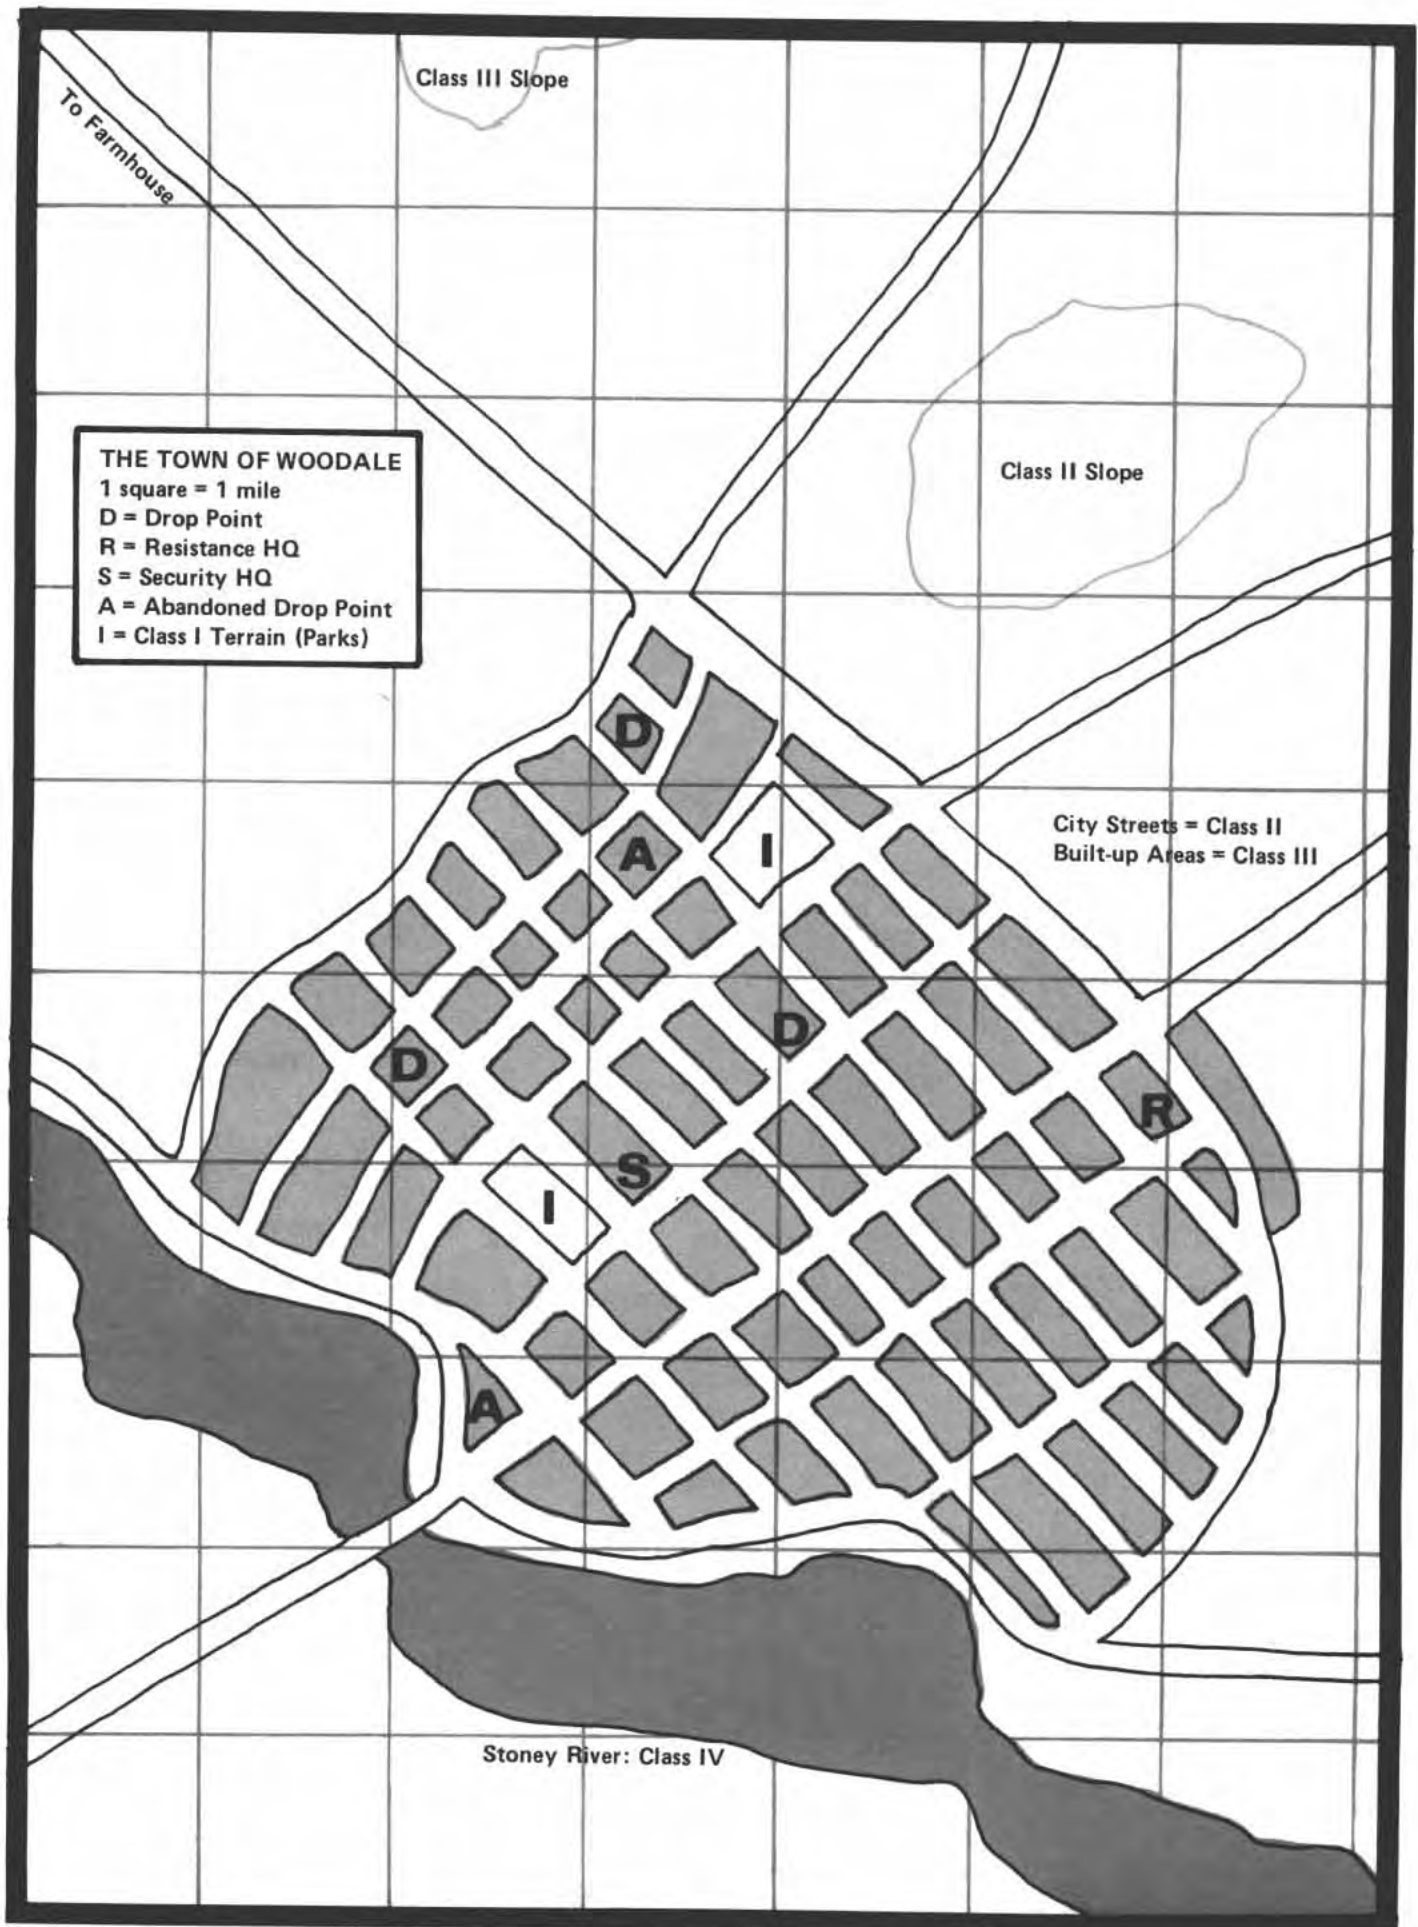 Class III Slope
To Farmhouse
Class II Slope
THE TOWN OF WOODALE
1 square = 1 mile
D = Drop Point
R = Resistance HQ
S = Security HQ
A = Abandoned Drop Point
I = Class I Terrain (Parks)
D
City Streets = Class II
Built-up Areas = Class III
A
I
D
D
R
S
I
A
Stoney River: Class IV